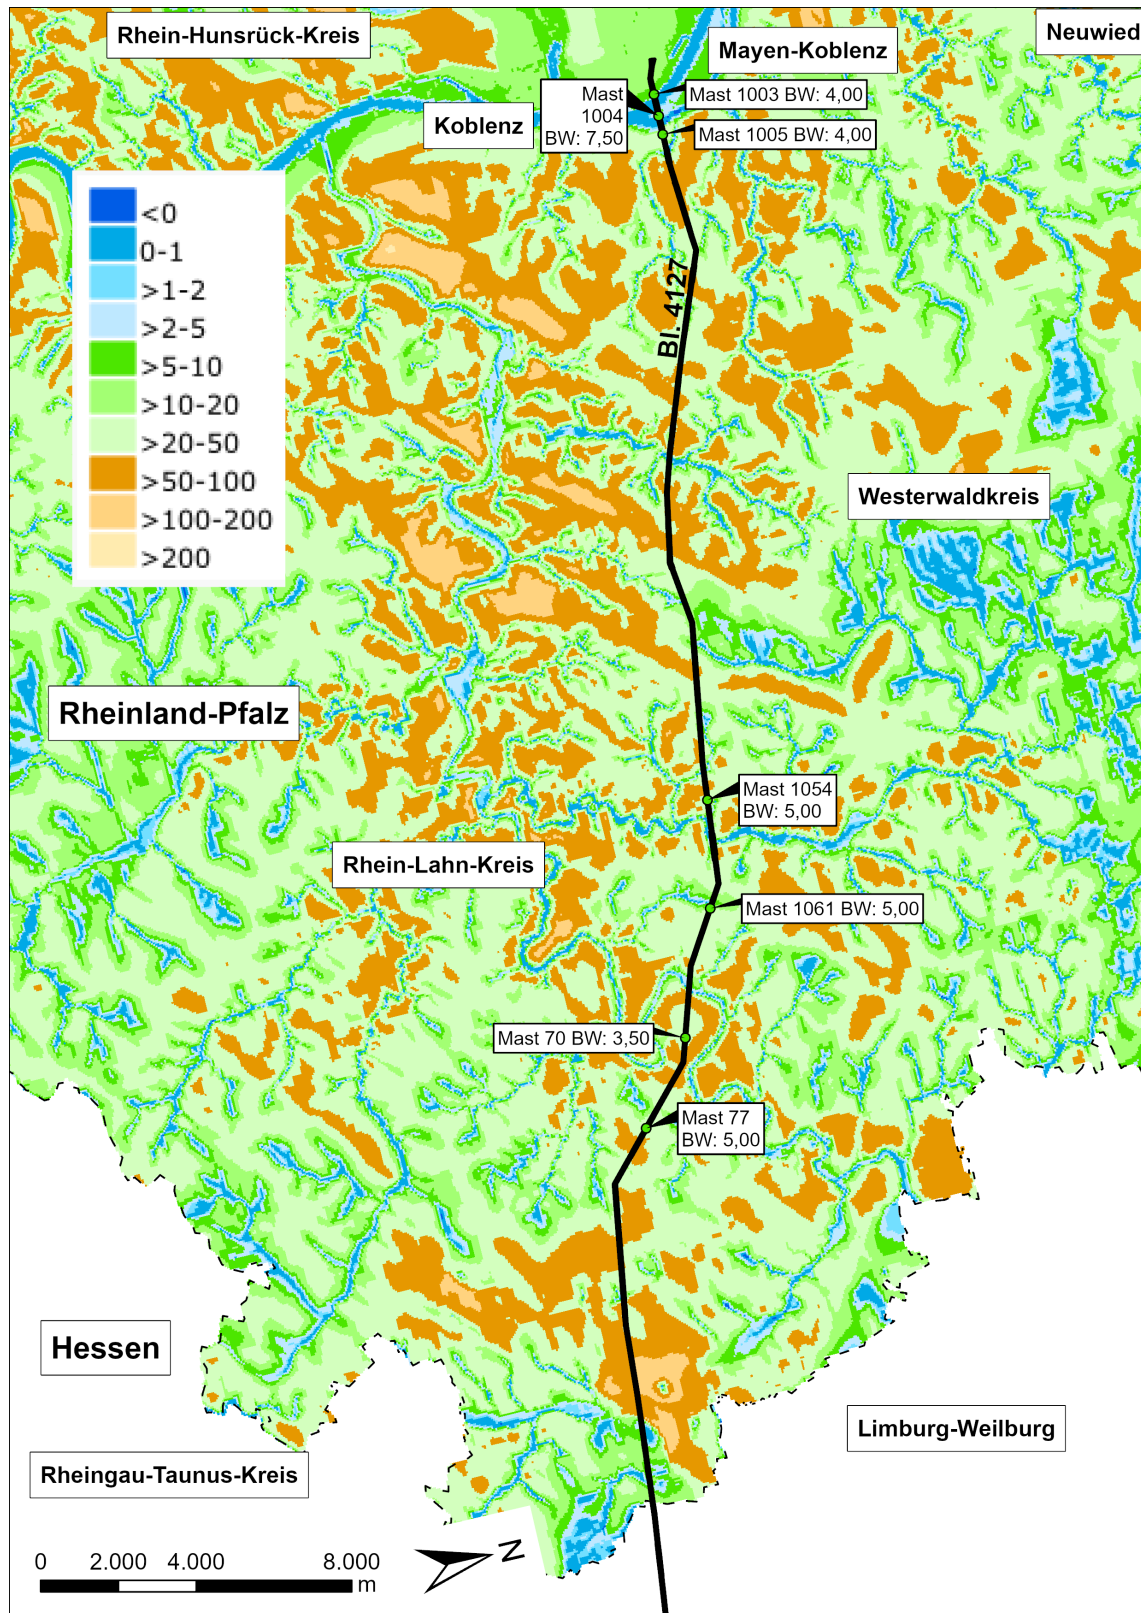 Rhein-Hunsrück-Kreis
Mayen-Koblenz
Neuwied
Mast
1004
BW: 7,50
Mast 1003 BW: 4,00
Koblenz
Mast 1005 BW: 4,00
<0
0-1
>1-2
>2-5
>5-10
>10-20
>20-50
>50-100
>100-200
>200
Bl. 4127
Westerwaldkreis
Rheinland-Pfalz
Mast 1054
BW: 5,00
Rhein-Lahn-Kreis
Mast 1061 BW: 5,00
Mast 70 BW: 3,50
Mast 77
BW: 5,00
Hessen
Limburg-Weilburg
Rheingau-Taunus-Kreis
0 2.000 4.000 8.000
m
N